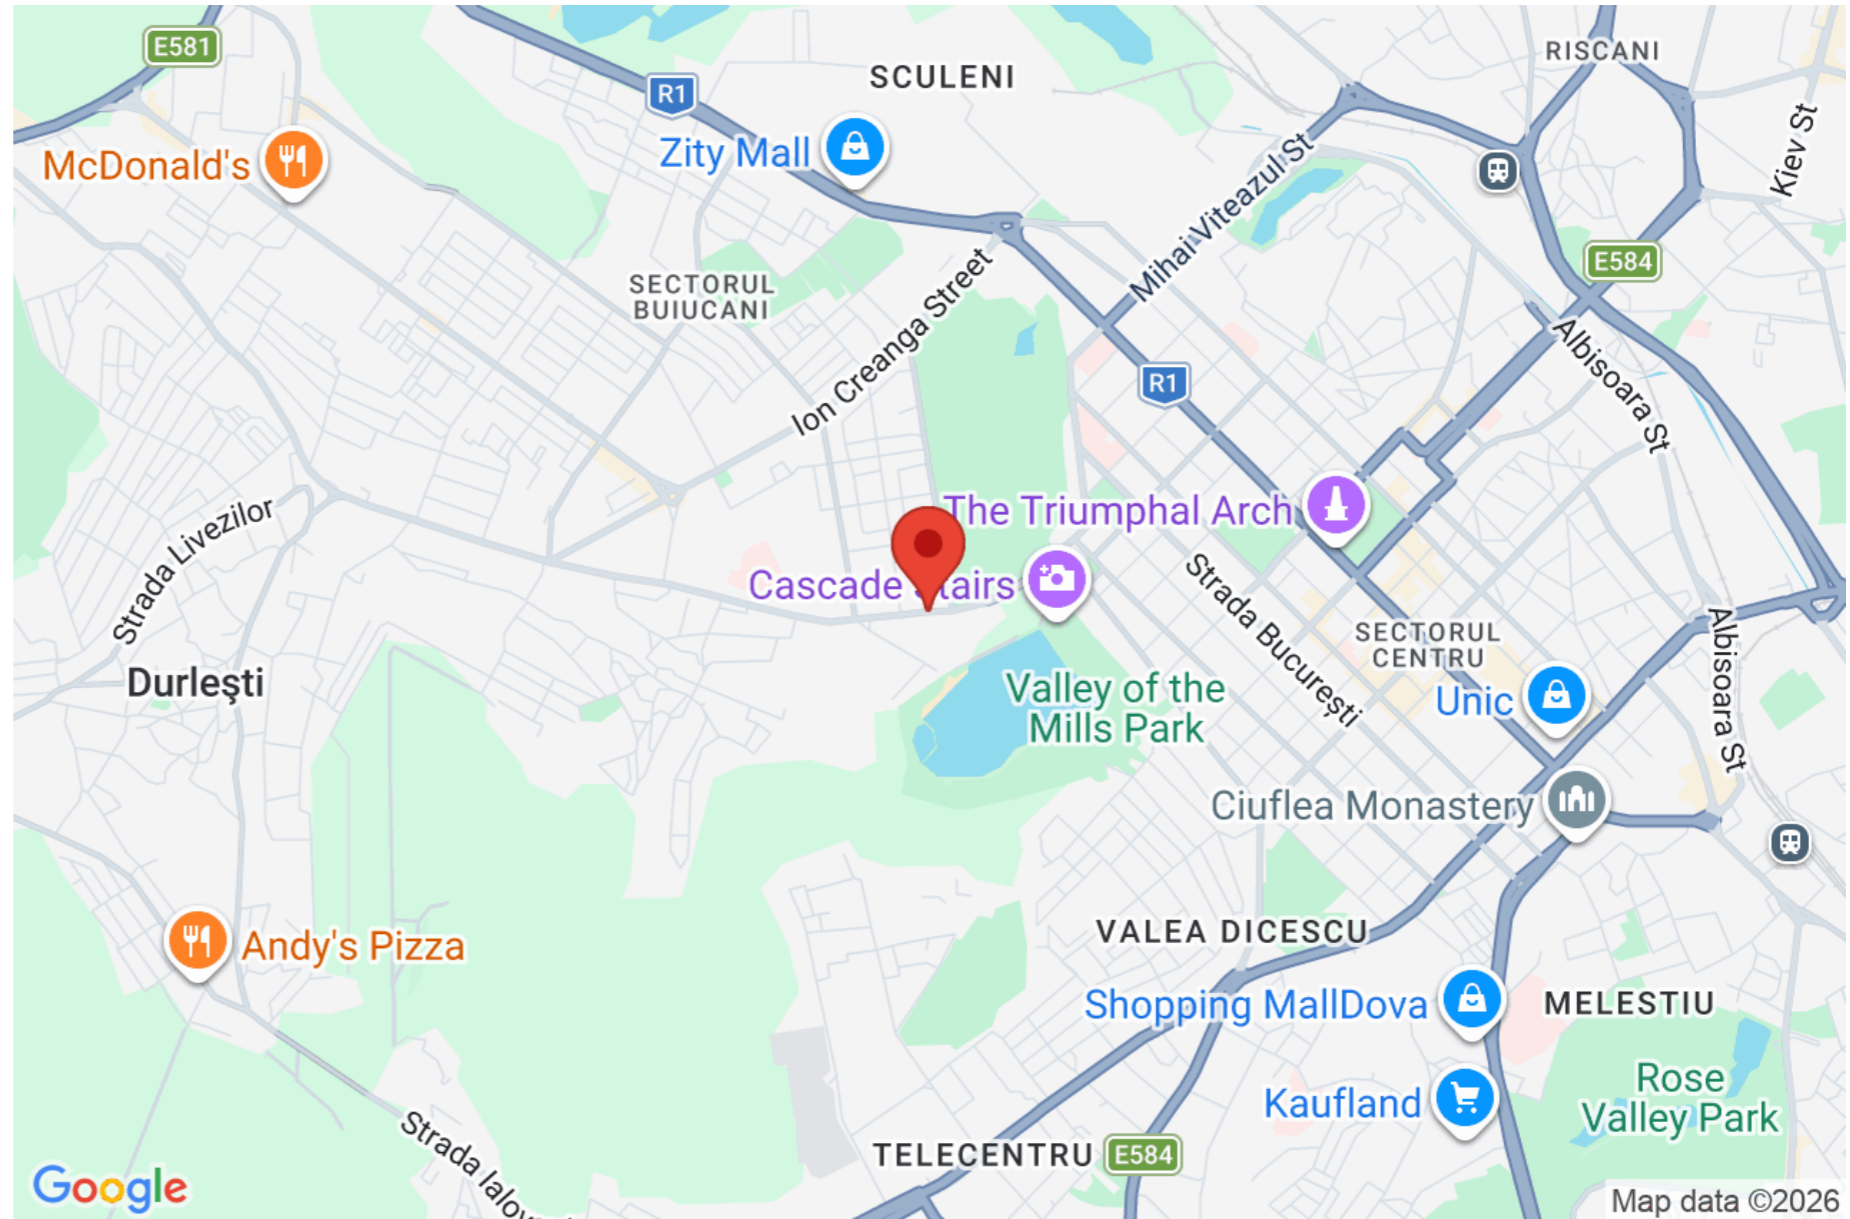 E581
RISCANI
SCULENI
R1
Kiev St
Zity Mall
McDonald's
Mihai Viteazul St
E584
SECTORUL
BUIUCANI
Ion Creanga Street
Albisoara St
R1
The Triumphal Arch
Strada Livezilor
Cascade
Strada București
SECTORUL
CENTRU
Albisoara St
Durleşti
Valley of the
Mills Park
Unic
Ciuflea Monastery
VALEA DICESCU
Andy's Pizza
Shopping MallDova
MELESTIU
Rose
Valley Park
Kaufland
Strada
TELECENTRU
E584
Google
Map data ©2026